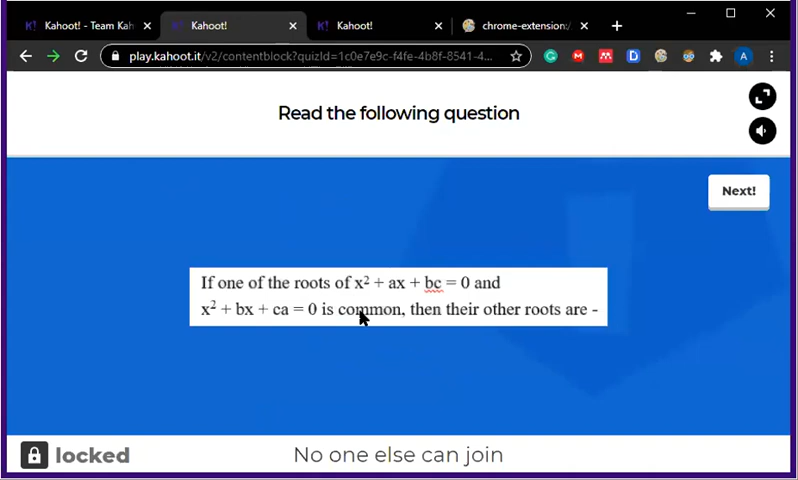 Kahoot! - Team Kah
Kahoot!
Kahoot!
chrome-extension:/
play.kahoot.it/v2/contentblock?quizId=1c0e7e9c-f4fe-4b8f-8541-4...
A
Read the following question
Next!
If one of the roots of x² + ax + bc = 0 and
x² + bx + ca = 0 is common, then their other roots are -
locked
No one else can join